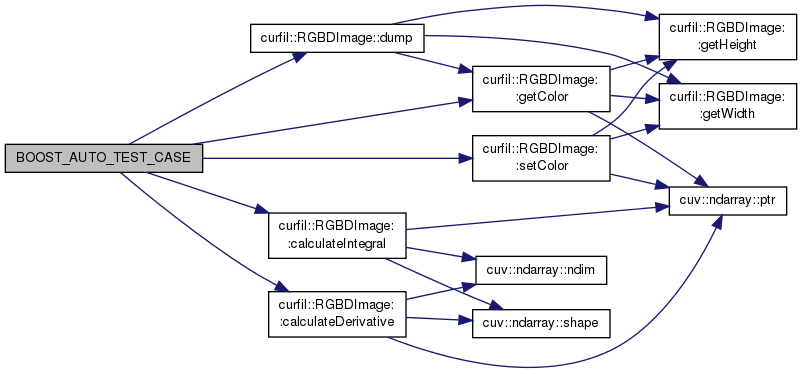 BOOST_AUTO_TEST_CASE
curfil::RGBDImage::dump
curfil::RGBDImage:
:getColor
curfil::RGBDImage:
:setColor
curfil::RGBDImage:
:calculateIntegral
curfil::RGBDImage:
:calculateDerivative
curfil::RGBDImage:
:getHeight
curfil::RGBDImage:
:getWidth
cuv::ndarray::ptr
cuv::ndarray::ndim
cuv::ndarray::shape